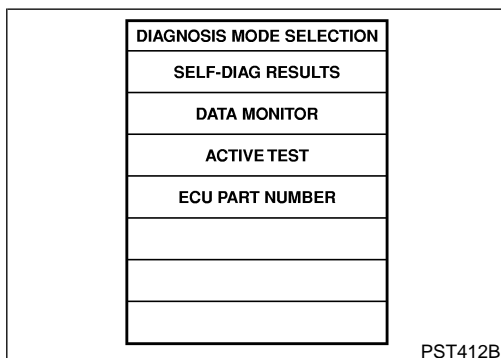 DIAGNOSIS MODE SELECTION
SELF-DIAG RESULTS
DATA MONITOR
ACTIVE TEST
ECU PART NUMBER
PST412B